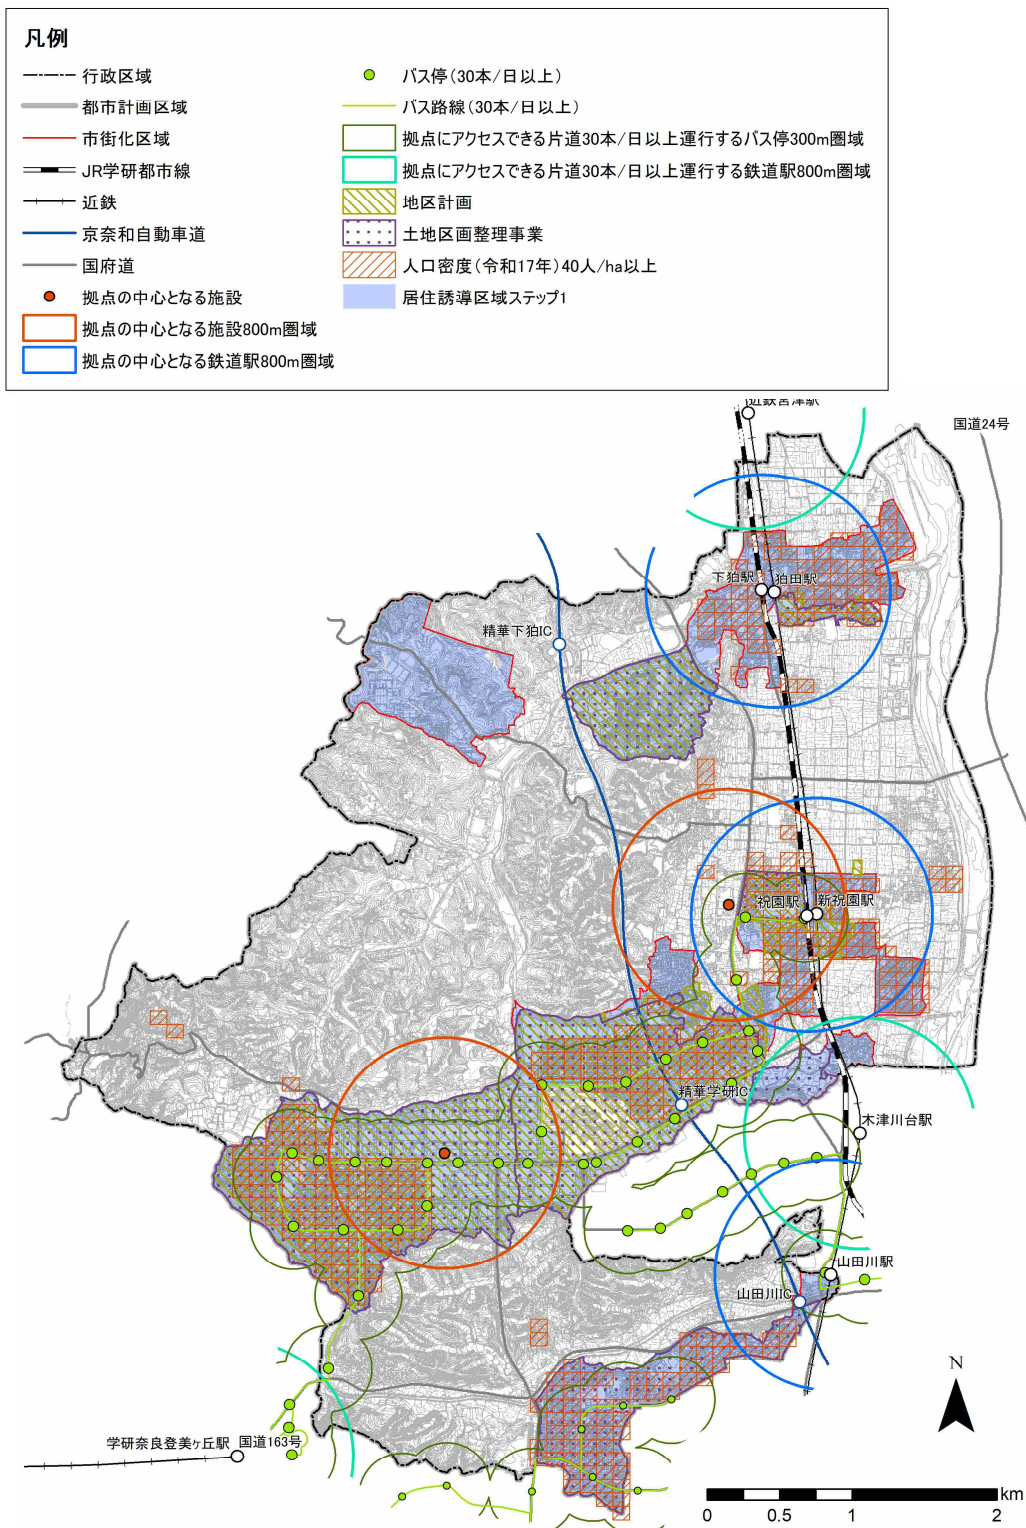 凡例
行政区域
都市計画区域
市街化区域
JR学研都市線
近鉄
京奈和自動車道
国府道
拠点の中心となる施設
拠点の中心となる施設800m圏域
拠点の中心となる鉄道駅800m圏域
バス停(30本/日以上)
バス路線(30本/日以上)
拠点にアクセスできる片道30本/日以上運行するバス停300m圏域
拠点にアクセスできる片道30本/日以上運行する鉄道駅800m圏域
地区計画
土地区画整理事業
人口密度(令和17年)40人/ha以上
居住誘導区域ステップ1
近鉄宮津駅
国道24号
下狛駅
狛田駅
精華下狛IC
祝園駅
新祝園駅
精華学研IC
木津川台駅
山田川駅
山田川IC
学研奈良登美ヶ丘駅
国道163号
N
km
0
0.5
1
2